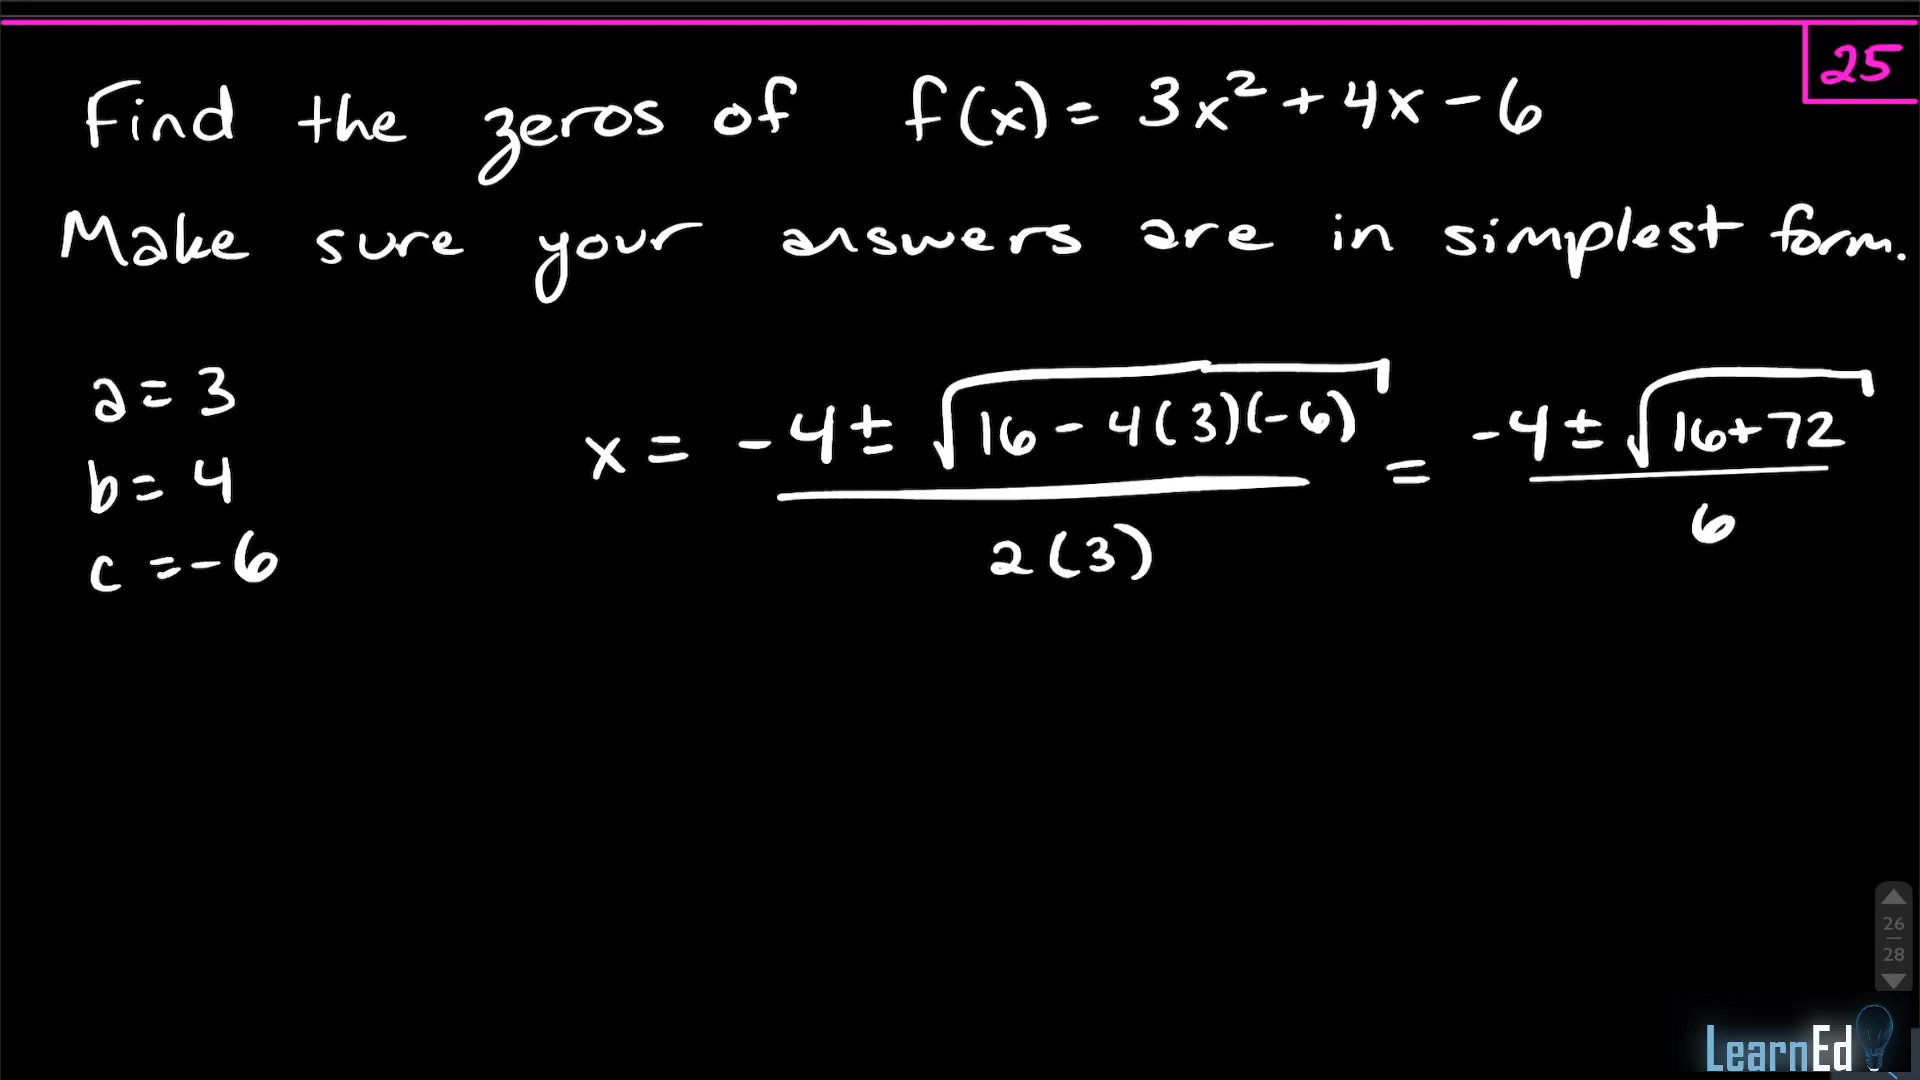 25
Find the zeros of f(x) = 3x² + 4x - 6
Make sure your answers are in simplest form.
a = 3
b = 4
c = -6
x = (-4 ± √(16 - 4(3)(-6))) / (2(3)) = (-4 ± √(16+72)) / 6
26
28
LearnEd